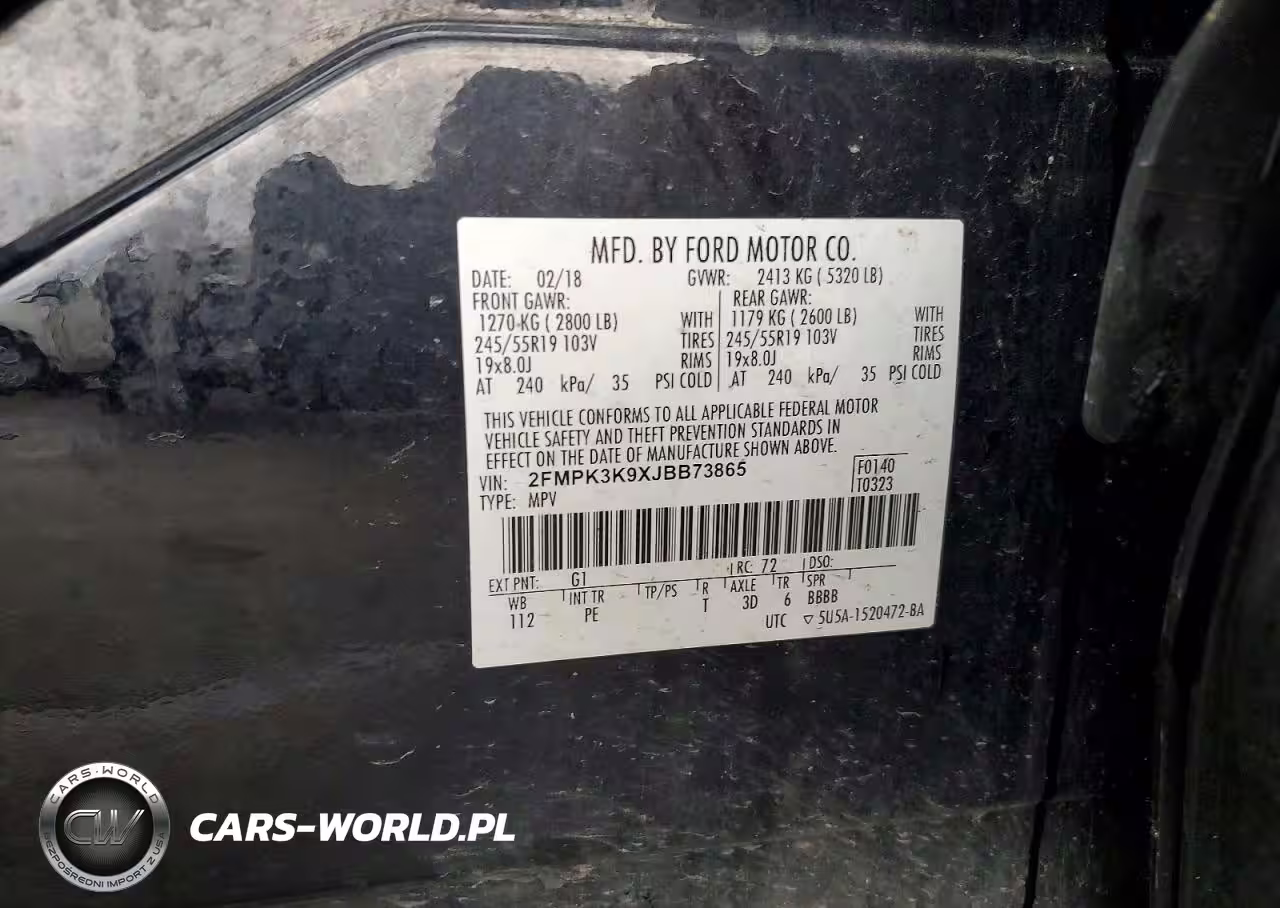 MFD. BY FORD MOTOR CO.
DATE: 02/18 GVWR: 2413 KG ( 5320 LB)
FRONT GAWR: REAR GAWR:
1270 KG ( 2800 LB) WITH 1179 KG ( 2600 LB) WITH
245/55R19 103V TIRES 245/55R19 103V TIRES
19x8.0J RIMS 19x8.0J RIMS
AT 240 kPa/ 35 PSI COLD AT 240 kPa/ 35 PSI COLD
THIS VEHICLE CONFORMS TO ALL APPLICABLE FEDERAL MOTOR
VEHICLE SAFETY AND THEFT PREVENTION STANDARDS IN
EFFECT ON THE DATE OF MANUFACTURE SHOWN ABOVE.
VIN: 2FMPK3K9XJBB73865 F0140
TYPE: MPV T0323
EXT PNT: G1 RC: 72 DSO:
WB INT TR TP/PS R AXLE TR SPR
112 PE T 3D 6 BBBB
UTC ▽ 5U5A-1520472-BA
CARS-WORLD
CW
BEZPOŚREDNI IMPORT Z USA
CARS-WORLD.PL